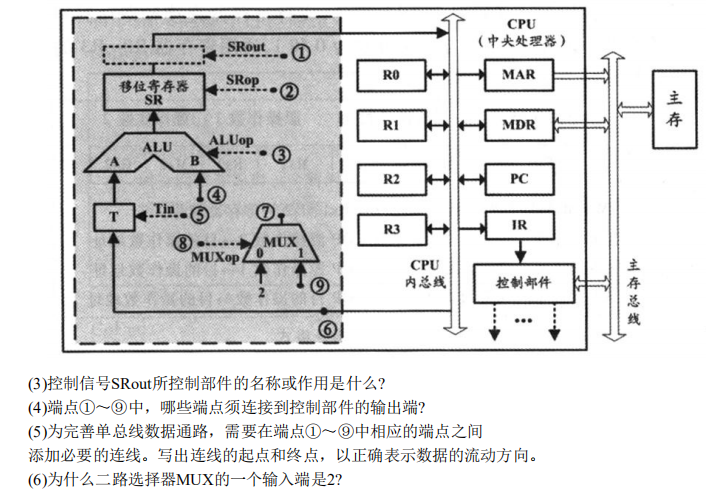 CPU
(中央处理器)
SRout ①
移位寄存器
SR
SRop ②
ALU
A B
ALUop ③
④
T
Tin ⑤
⑦
⑧
MUXop
MUX
0 1
2
⑨
⑥
R0
R1
R2
R3
CPU
内总线
MAR
MDR
PC
IR
控制部件
...
主存
主存总线
(3)控制信号SRout所控制部件的名称或作用是什么?
(4)端点①～⑨中，哪些端点须连接到控制部件的输出端?
(5)为完善单总线数据通路，需要在端点①～⑨中相应的端点之间
添加必要的连线。写出连线的起点和终点，以正确表示数据的流动方向。
(6)为什么二路选择器MUX的一个输入端是2?